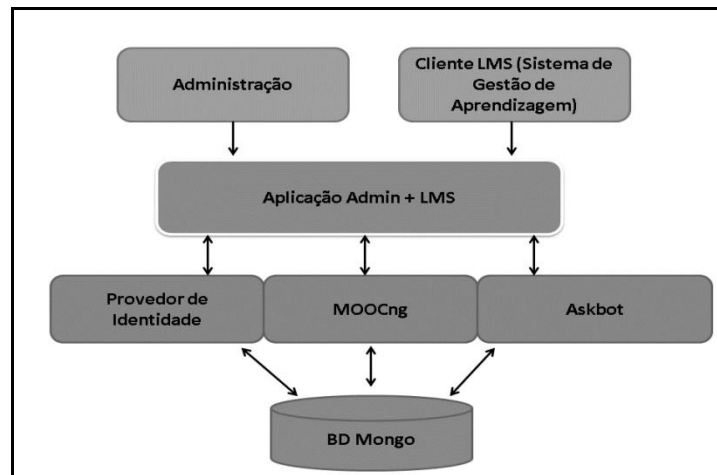 Administração
Cliente LMS (Sistema de
Gestão de
Aprendizagem)
Aplicação Admin + LMS
Provedor de
Identidade
MOOCng
Askbot
BD Mongo